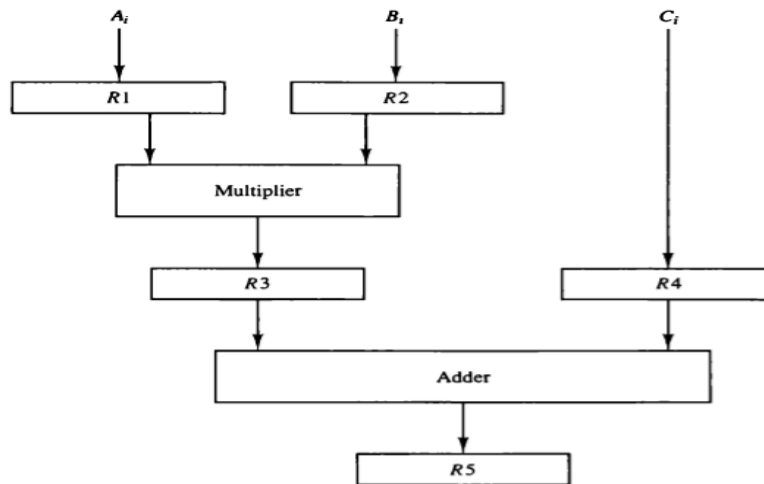 Ai Bi Ci
R1 R2
Multiplier
R3 R4
Adder
R5